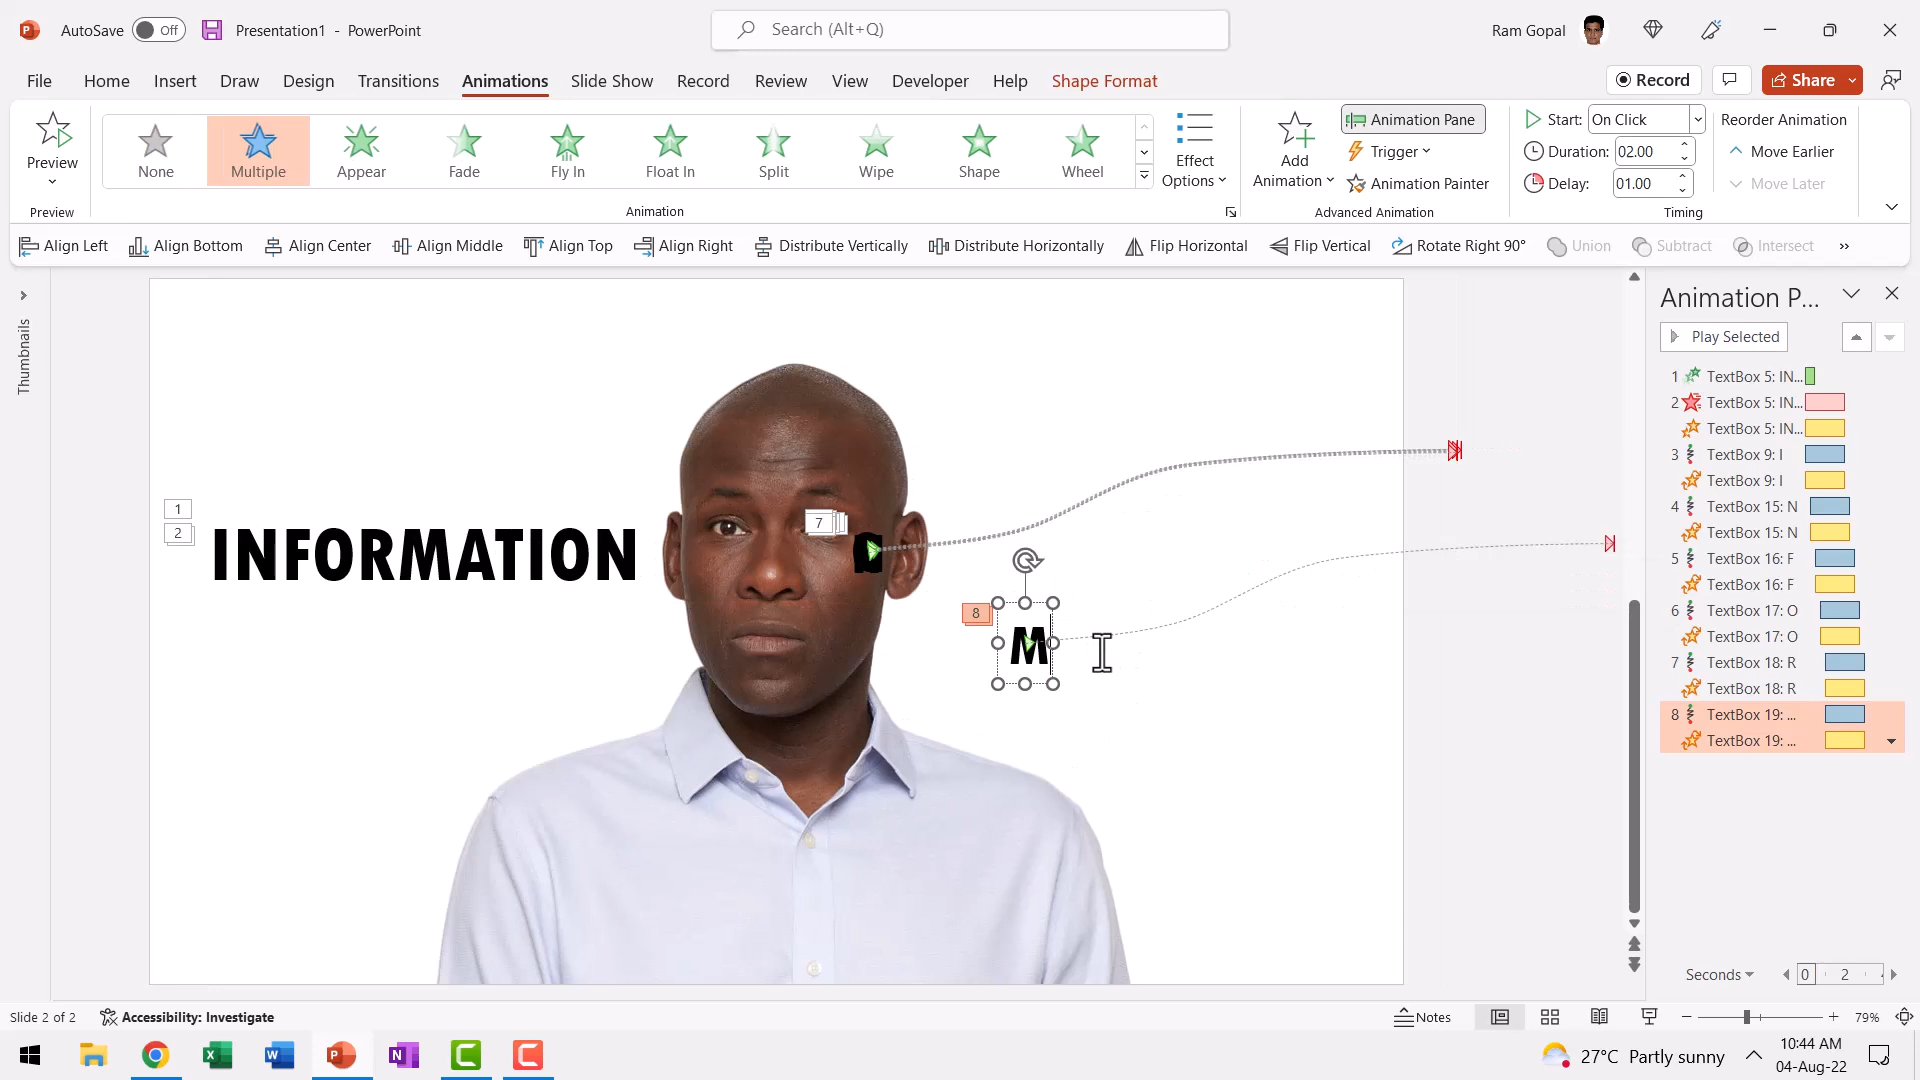 AutoSave Off Presentation1 - PowerPoint Search (Alt+Q) Ram Gopal
File Home Insert Draw Design Transitions Animations Slide Show Record Review View Developer Help Shape Format Record Share
Preview None Multiple Appear Fade Fly In Float In Split Wipe Shape Wheel Effect Options Add Animation
Animation Pane Start: On Click Reorder Animation
Trigger Duration: 02.00 Move Earlier
Animation Painter Delay: 01.00 Move Later
Preview Animation Advanced Animation Timing
Align Left Align Bottom Align Center Align Middle Align Top Align Right Distribute Vertically Distribute Horizontally Flip Horizontal Flip Vertical Rotate Right 90° Union Subtract Intersect
Thumbnails
1
2
INFORMATION
7
8
M
Animation P...
Play Selected
1 TextBox 5: IN...
2 TextBox 5: IN...
TextBox 5: IN...
3 TextBox 9: I
TextBox 9: I
4 TextBox 15: N
TextBox 15: N
5 TextBox 16: F
TextBox 16: F
6 TextBox 17: O
TextBox 17: O
7 TextBox 18: R
TextBox 18: R
8 TextBox 19: ...
TextBox 19: ...
Seconds 0 2
Slide 2 of 2 Accessibility: Investigate Notes 79%
27°C Partly sunny 10:44 AM
04-Aug-22